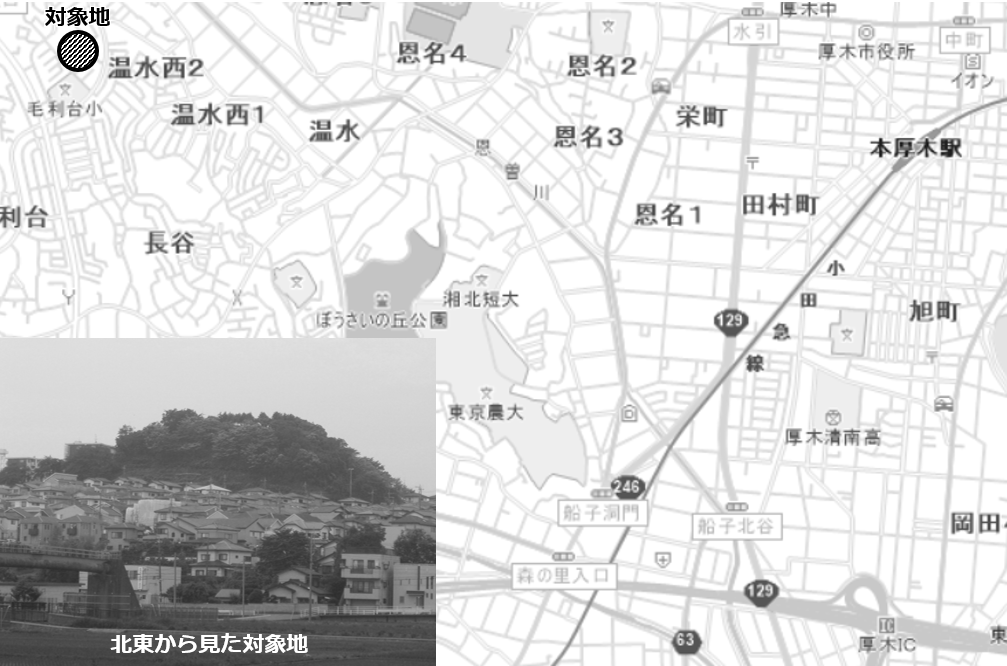 対象地
厚木中
水引
中町
温水西2
恩名4
恩名2
厚木市役所
イオン
毛利台小
温水西1
温水
恩名3
栄町
本厚木駅
恩
曽
川
利台
長谷
恩名1
田村町
小
田
急
線
湘北短大
ぼうさいの丘公園
129
旭町
東京農大
厚木清南高
246
船子洞門
船子北谷
岡田
森の里入口
129
63
厚木IC
東
北東から見た対象地